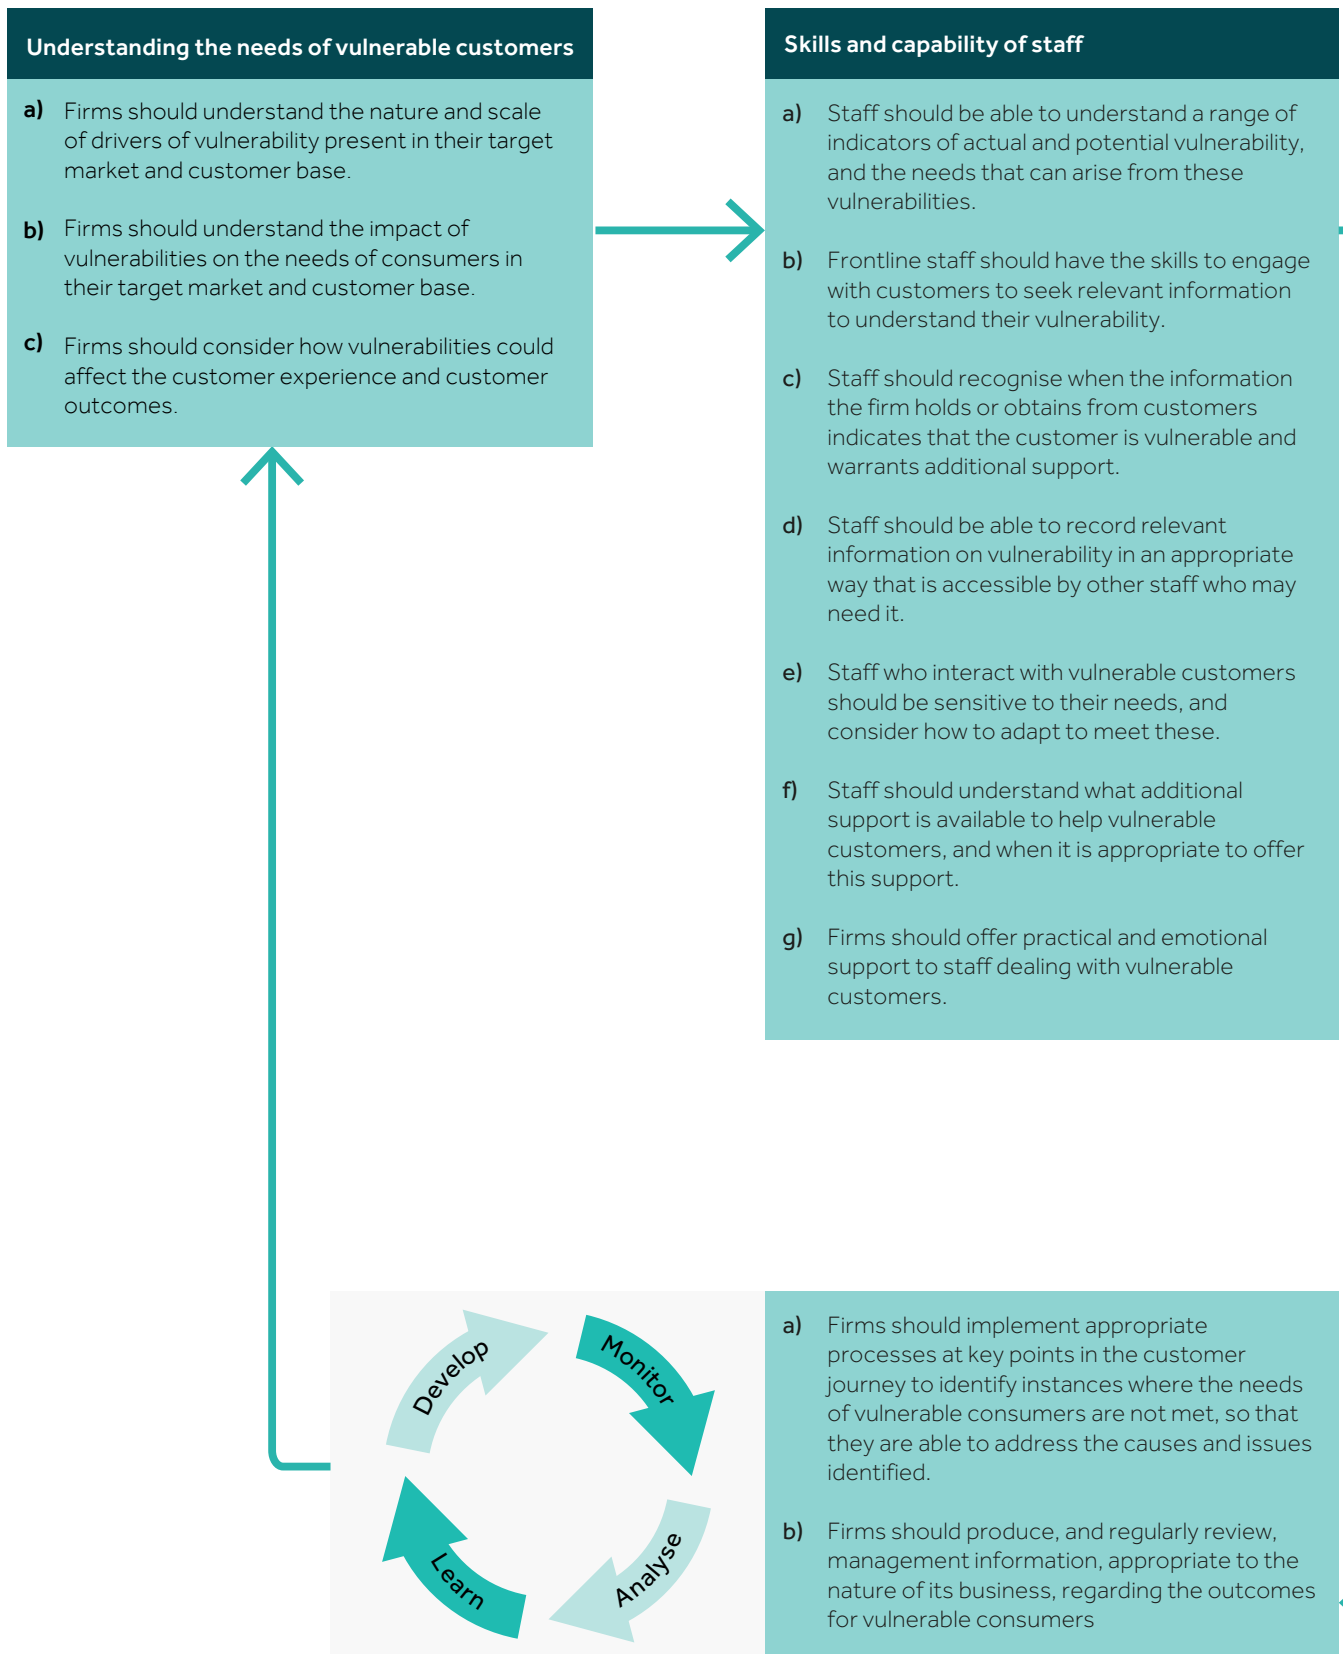 Understanding the needs of vulnerable customers
a) Firms should understand the nature and scale
of drivers of vulnerability present in their target
market and customer base.
b) Firms should understand the impact of
vulnerabilities on the needs of consumers in
their target market and customer base.
c) Firms should consider how vulnerabilities could
affect the customer experience and customer
outcomes.
Skills and capability of staff
a) Staff should be able to understand a range of
indicators of actual and potential vulnerability,
and the needs that can arise from these
vulnerabilities.
b) Frontline staff should have the skills to engage
with customers to seek relevant information
to understand their vulnerability.
c) Staff should recognise when the information
the firm holds or obtains from customers
indicates that the customer is vulnerable and
warrants additional support.
d) Staff should be able to record relevant
information on vulnerability in an appropriate
way that is accessible by other staff who may
need it.
e) Staff who interact with vulnerable customers
should be sensitive to their needs, and
consider how to adapt to meet these.
f) Staff should understand what additional
support is available to help vulnerable
customers, and when it is appropriate to offer
this support.
g) Firms should offer practical and emotional
support to staff dealing with vulnerable
customers.
Develop
Monitor
Analyse
Learn
a) Firms should implement appropriate
processes at key points in the customer
journey to identify instances where the needs
of vulnerable consumers are not met, so that
they are able to address the causes and issues
identified.
b) Firms should produce, and regularly review,
management information, appropriate to the
nature of its business, regarding the outcomes
for vulnerable consumers